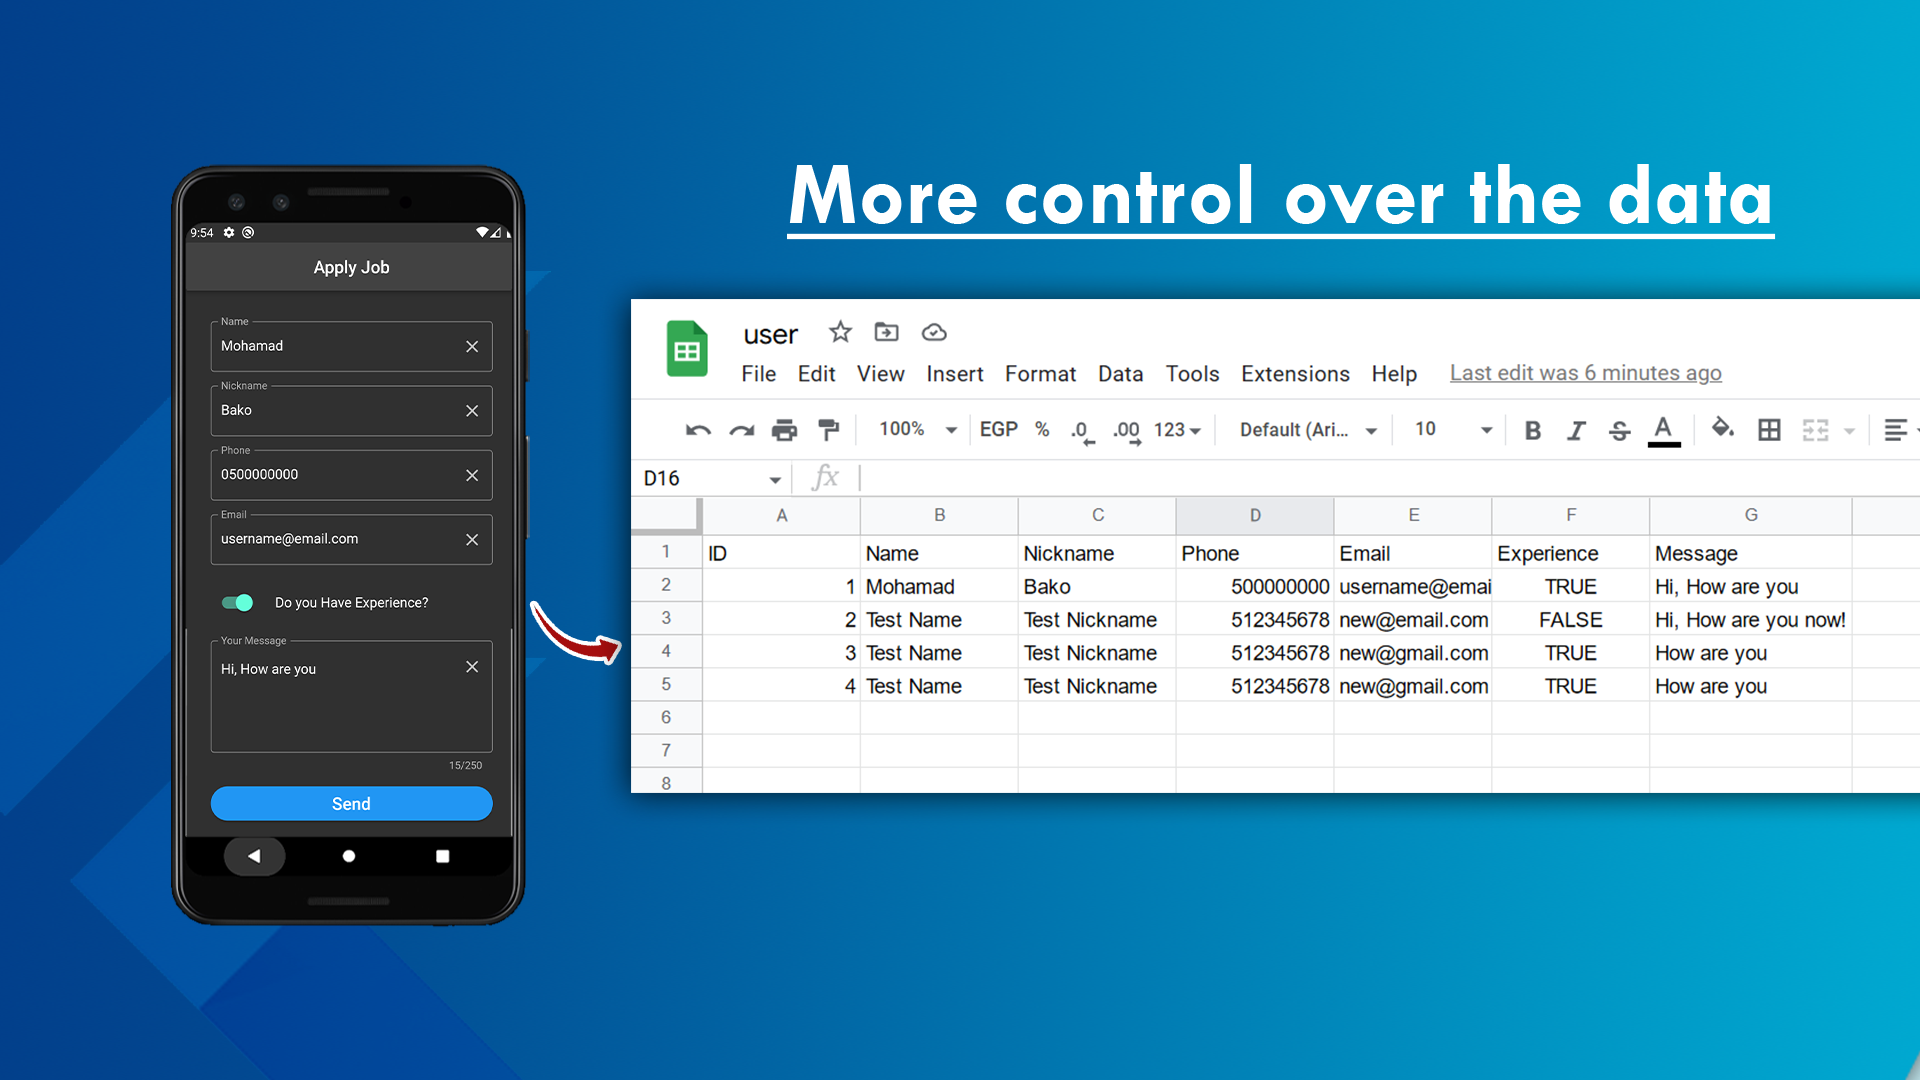 More control over the data
9:54
Apply Job
Name
Mohamad
Nickname
Bako
Phone
0500000000
Email
username@email.com
Do you Have Experience?
Your Message
Hi, How are you
15/250
Send
user
File Edit View Insert Format Data Tools Extensions Help Last edit was 6 minutes ago
100% EGP % .0 .00 123 Default (Ari... 10 B I S A
D16 fx
A B C D E F G
1 ID Name Nickname Phone Email Experience Message
2 1 Mohamad Bako 500000000 username@emai TRUE Hi, How are you
3 2 Test Name Test Nickname 512345678 new@email.com FALSE Hi, How are you now!
4 3 Test Name Test Nickname 512345678 new@gmail.com TRUE How are you
5 4 Test Name Test Nickname 512345678 new@gmail.com TRUE How are you
6
7
8